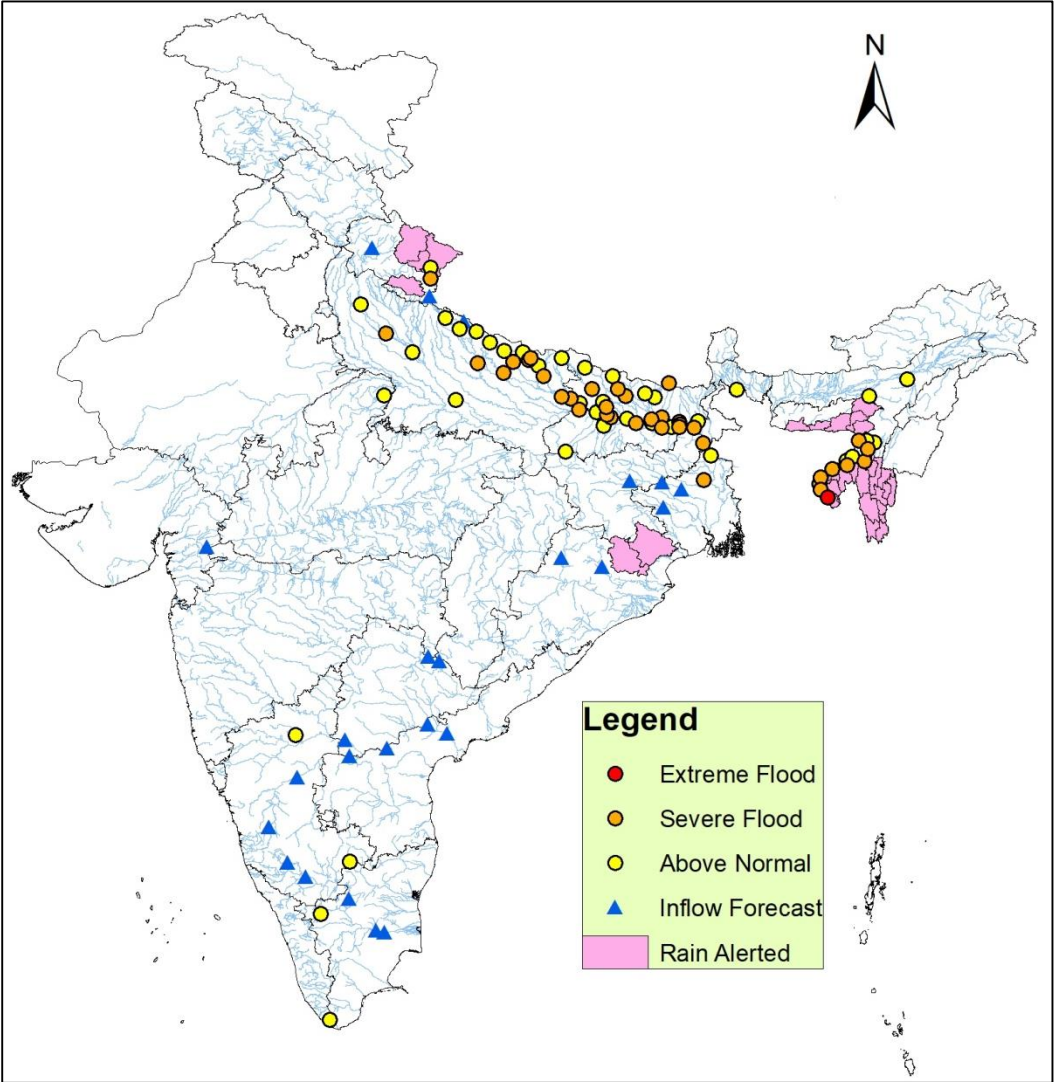 N
Legend
Extreme Flood
Severe Flood
Above Normal
Inflow Forecast
Rain Alerted